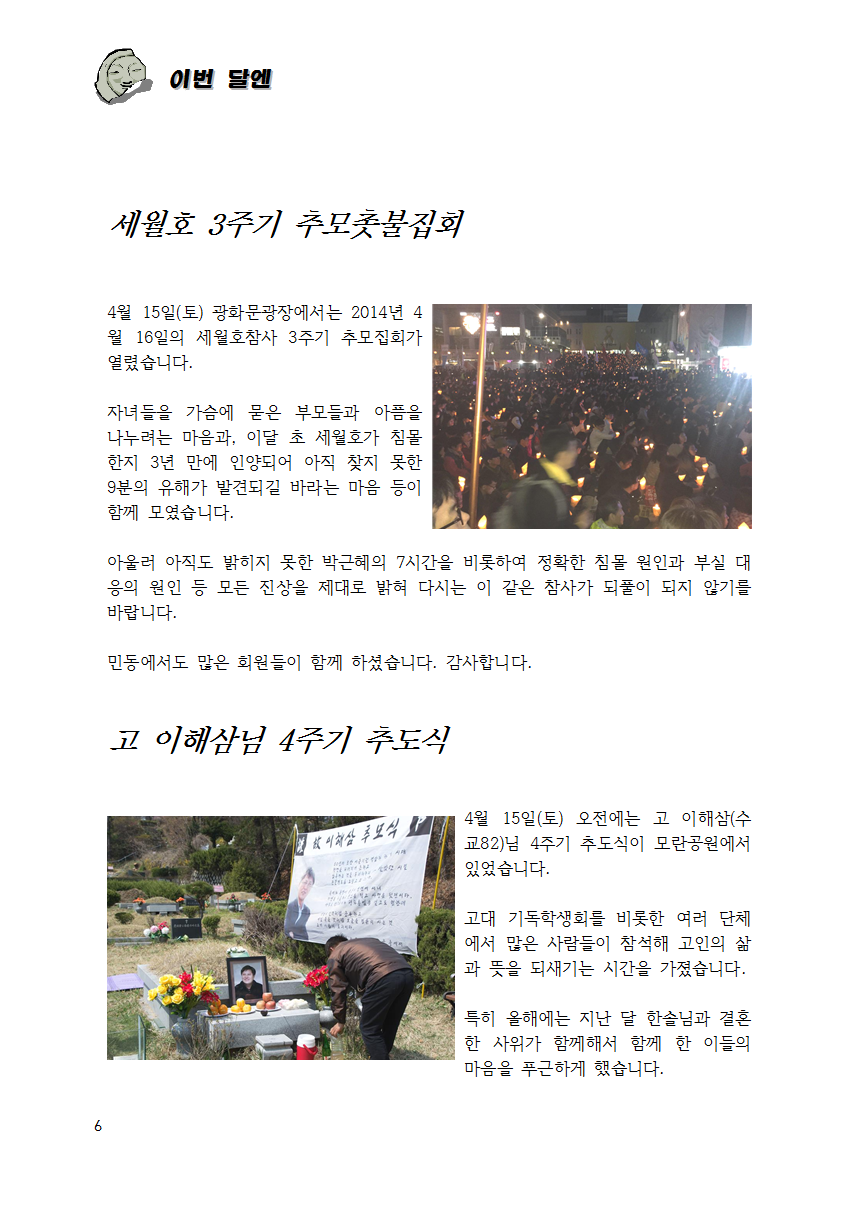 이번 달엔
세월호 3주기 추모촛불집회
4월 15일(토) 광화문광장에서는 2014년 4
월 16일의 세월호참사 3주기 추모집회가
열렸습니다.
자녀들을 가슴에 묻은 부모들과 아픔을
나누려는 마음과, 이달 초 세월호가 침몰
한지 3년 만에 인양되어 아직 찾지 못한
9분의 유해가 발견되길 바라는 마음 등이
함께 모였습니다.
아울러 아직도 밝히지 못한 박근혜의 7시간을 비롯하여 정확한 침몰 원인과 부실 대
응의 원인 등 모든 진상을 제대로 밝혀 다시는 이 같은 참사가 되풀이 되지 않기를
바랍니다.
민동에서도 많은 회원들이 함께 하셨습니다. 감사합니다.
고 이해삼님 4주기 추도식
故 이해삼 추모식
4월 15일(토) 오전에는 고 이해삼(수
교82)님 4주기 추도식이 모란공원에서
있었습니다.
고대 기독학생회를 비롯한 여러 단체
에서 많은 사람들이 참석해 고인의 삶
과 뜻을 되새기는 시간을 가졌습니다.
특히 올해에는 지난 달 한솔님과 결혼
한 사위가 함께해서 함께 한 이들의
마음을 푸근하게 했습니다.
6